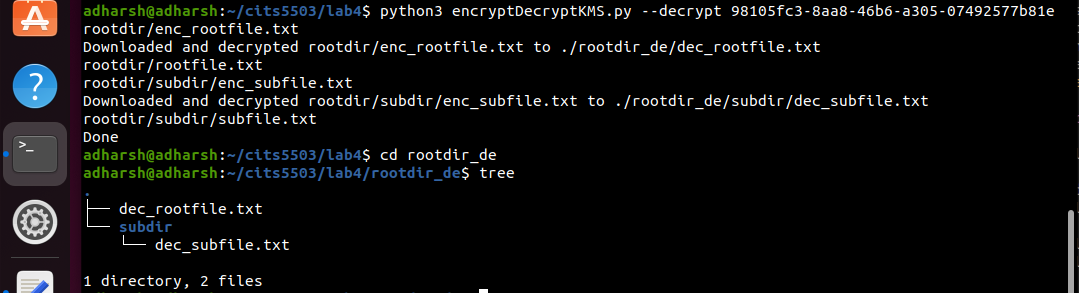 adharsh@adharsh:~/cits5503/lab4$ python3 encryptDecryptKMS.py --decrypt 98105fc3-8aa8-46b6-a305-07492577b81e
rootdir/enc_rootfile.txt
Downloaded and decrypted rootdir/enc_rootfile.txt to ./rootdir_de/dec_rootfile.txt
rootdir/rootfile.txt
rootdir/subdir/enc_subfile.txt
Downloaded and decrypted rootdir/subdir/enc_subfile.txt to ./rootdir_de/subdir/dec_subfile.txt
rootdir/subdir/subfile.txt
Done
adharsh@adharsh:~/cits5503/lab4$ cd rootdir_de
adharsh@adharsh:~/cits5503/lab4/rootdir_de$ tree
.
├── dec_rootfile.txt
└── subdir
    └── dec_subfile.txt
1 directory, 2 files